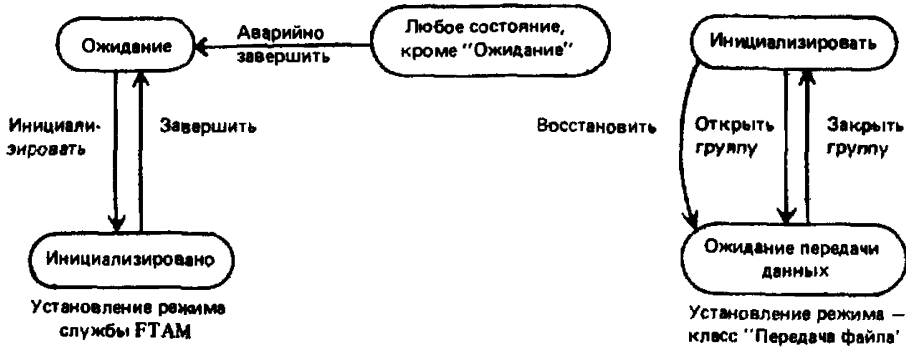 Ожидание
Аварийно
завершить
Любое состояние,
кроме "Ожидание"
Инициали-
зировать
Завершить
Инициализировано
Установление режима
службы FTAM
Инициализировать
Восстановить
Открыть
группу
Закрыть
группу
Ожидание передачи
данных
Установление режима —
класс "Передача файла'